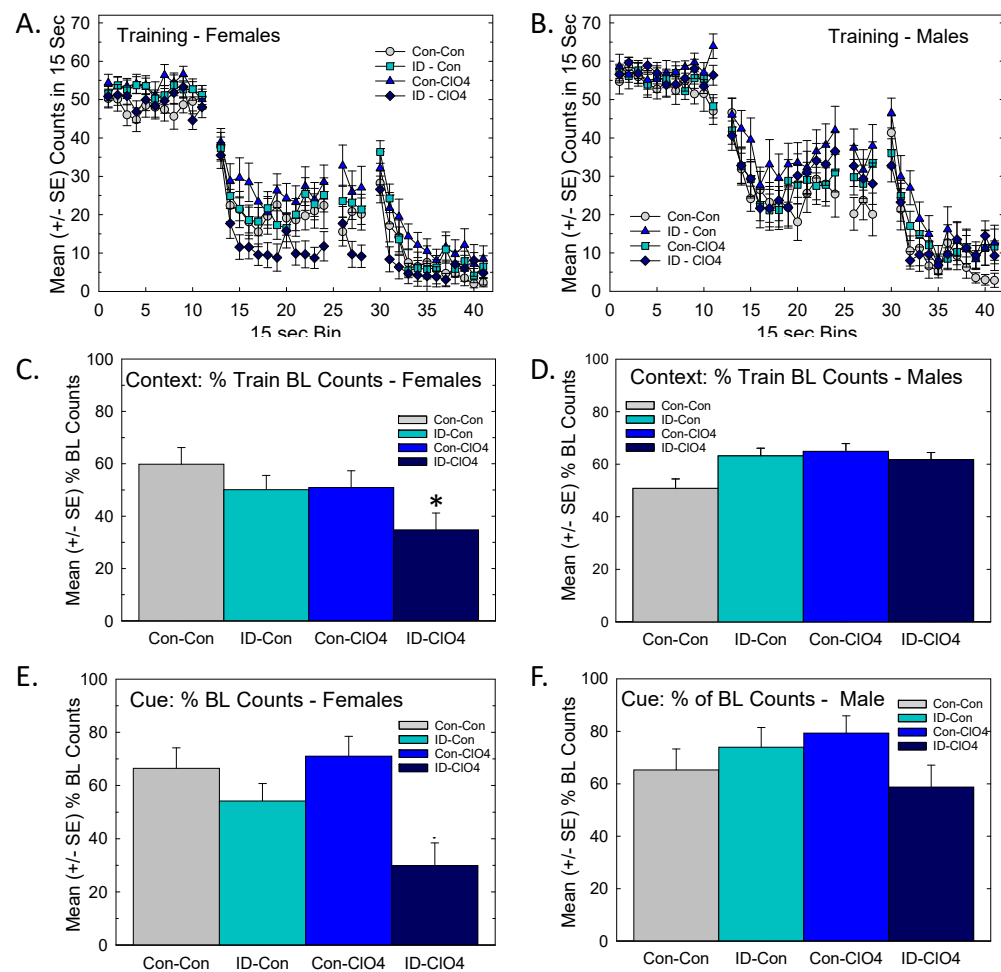 A.
Training - Females
Con-Con
ID - Con
Con-ClO4
ID - ClO4
Mean (+/- SE) Counts in 15 Sec
70
60
50
40
30
20
10
0
0 5 10 15 20 25 30 35 40
15 sec Bin
B.
Training - Males
Con-Con
ID - Con
Con-ClO4
ID - ClO4
Mean (+/- SE) Counts in 15 Sec
70
60
50
40
30
20
10
0
0 5 10 15 20 25 30 35 40
15 sec Bins
C.
Context: % Train BL Counts - Females
Con-Con
ID-Con
Con-ClO4
ID-ClO4
*
Mean (+/- SE) % BL Counts
100
80
60
40
20
0
Con-Con ID-Con Con-ClO4 ID-ClO4
D.
Context: % Train BL Counts - Males
Con-Con
ID-Con
Con-ClO4
ID-ClO4
Mean (+/- SE) % BL Counts
100
80
60
40
20
0
Con-Con ID-Con Con-ClO4 ID-ClO4
E.
Cue: % BL Counts - Females
Con-Con
ID-Con
Con-ClO4
ID-ClO4
Mean (+/- SE) % BL Counts
100
80
60
40
20
0
Con-Con ID-Con Con-ClO4 ID-ClO4
F.
Cue: % of BL Counts - Male
Con-Con
ID-Con
Con-ClO4
ID-ClO4
Mean (+/- SE) % BL Counts
100
80
60
40
20
0
Con-Con ID-Con Con-ClO4 ID-ClO4